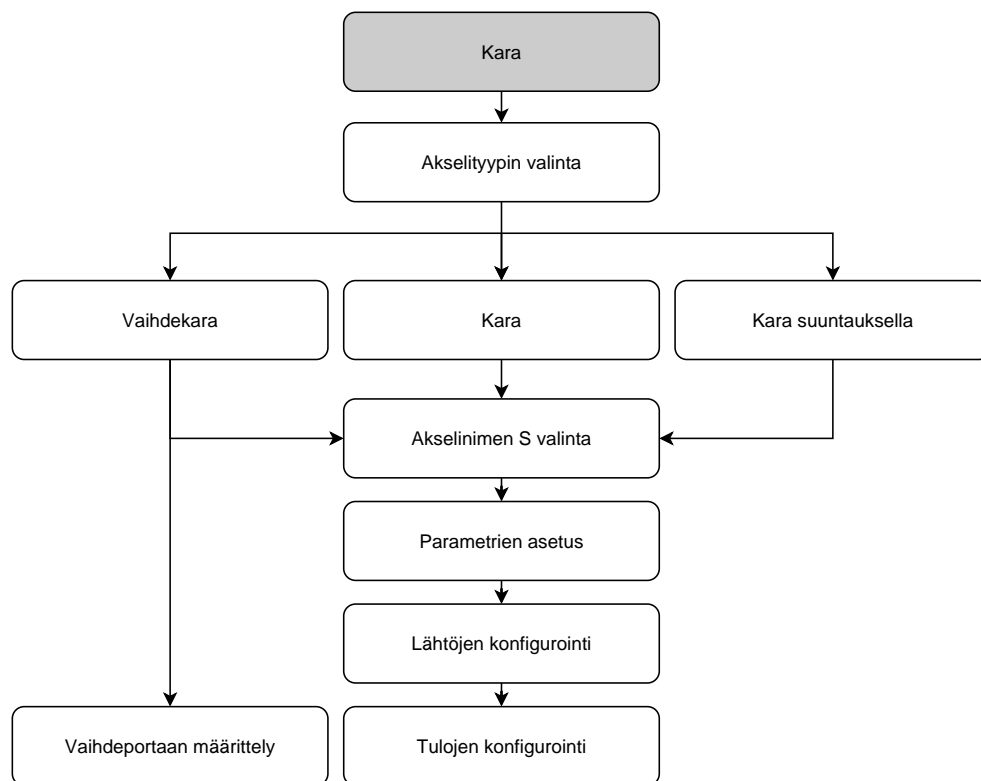 Kara
Akselityypin valinta
Vaihdekara
Kara
Kara suuntauksella
Akselinimen S valinta
Parametrien asetus
Lähtöjen konfigurointi
Vaihdeportaan määrittely
Tulojen konfigurointi